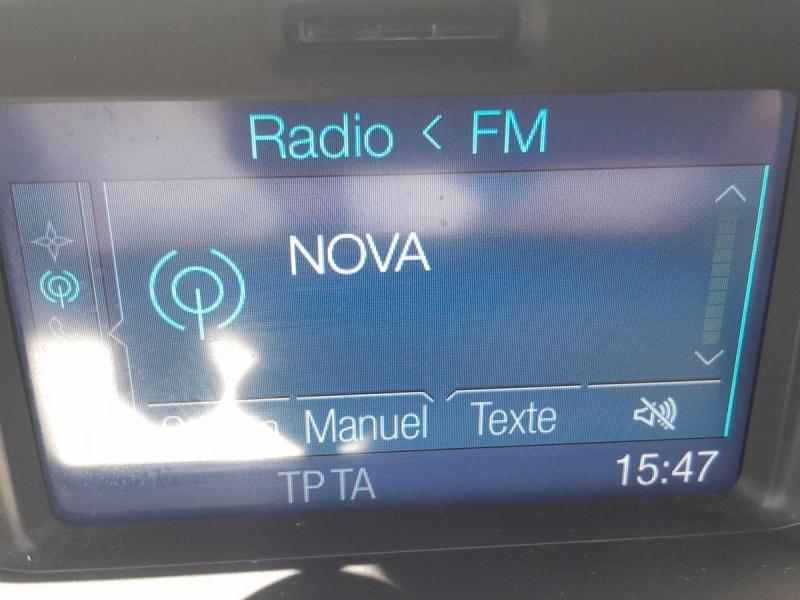 Radio < FM
NOVA
Manuel Texte
TP TA 15:47